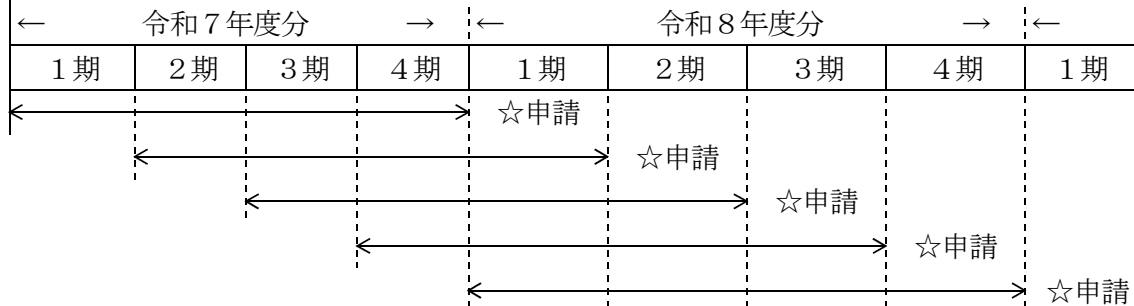 ← 令和７年度分 → ← 令和８年度分 → ←
１期 ２期 ３期 ４期 １期 ２期 ３期 ４期 １期
☆申請
☆申請
☆申請
☆申請
☆申請